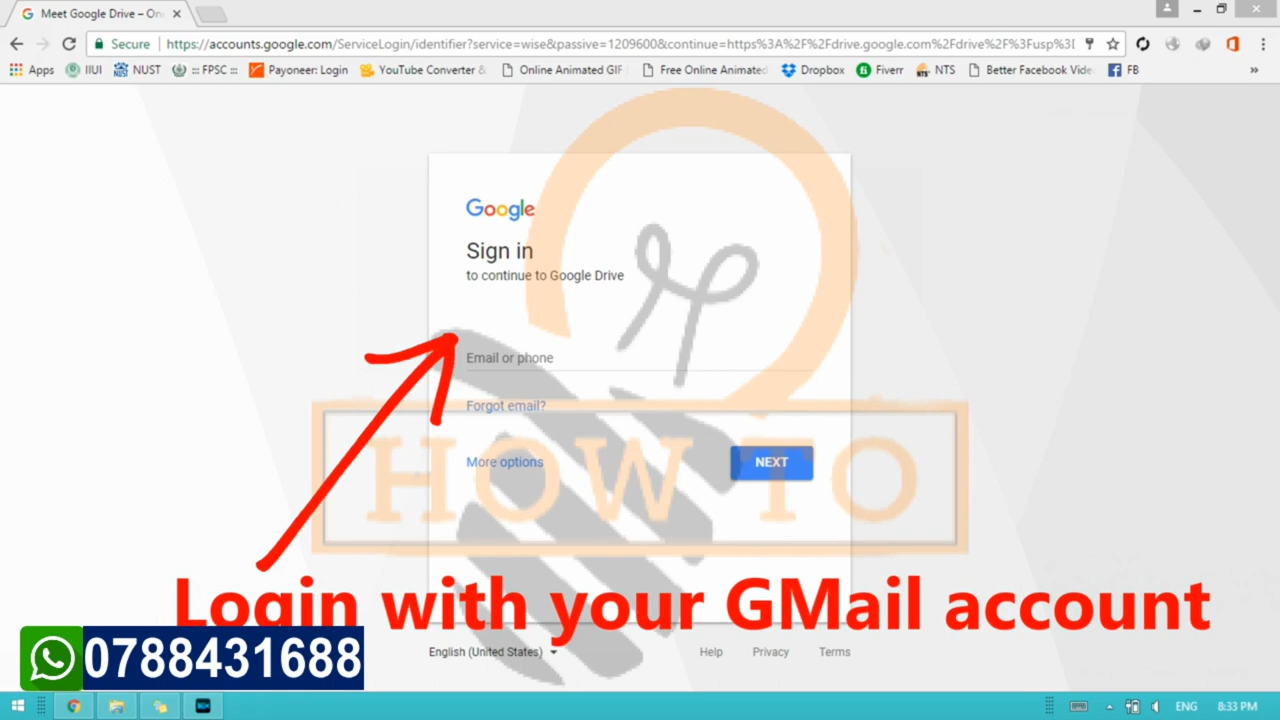 Meet Google Drive – On
Secure https://accounts.google.com/ServiceLogin/identifier?service=wise&passive=1209600&continue=https%3A%2F%2Fdrive.google.com%2Fdrive%2F%3Fusp%3
Apps IIUI NUST ::: FPSC ::: Payoneer: Login YouTube Converter & Online Animated GIF Free Online Animated Dropbox Fiverr NTS Better Facebook Vide FB »
Google
Sign in
to continue to Google Drive
Email or phone
Forgot email?
More options NEXT
HOW TO
Login with your GMail account
0788431688
English (United States) Help Privacy Terms
ENG 8:33 PM